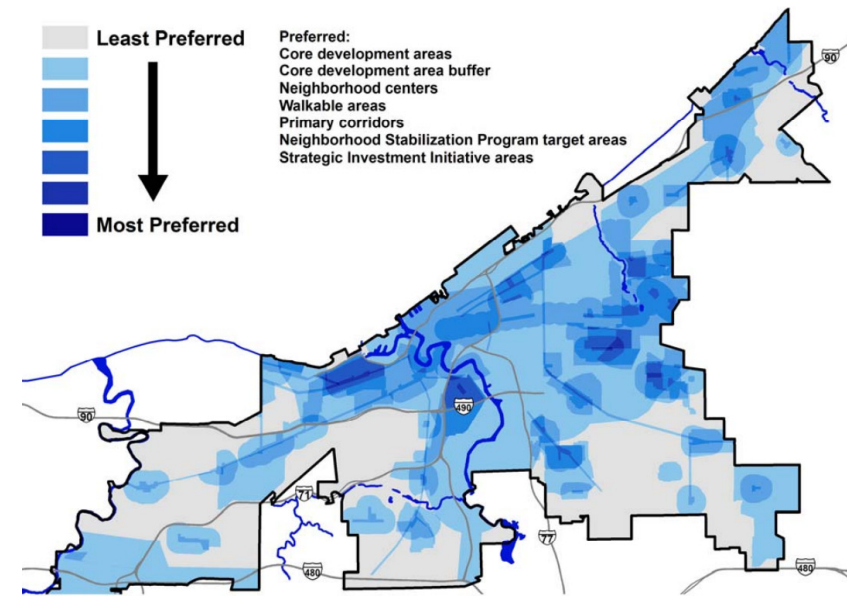 Least Preferred
Most Preferred
Preferred:
Core development areas
Core development area buffer
Neighborhood centers
Walkable areas
Primary corridors
Neighborhood Stabilization Program target areas
Strategic Investment Initiative areas
90
90
490
71
77
480
480